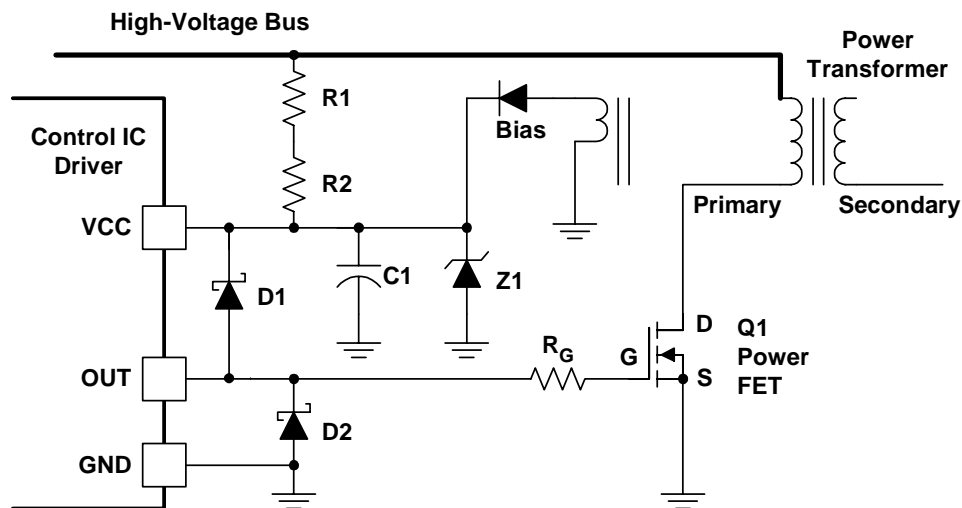 High-Voltage Bus
Power
Transformer
R1
Control IC
Driver
Bias
R2
Primary
Secondary
VCC
D1
C1
Z1
D
Q1
Power
FET
RG
G
S
OUT
D2
GND